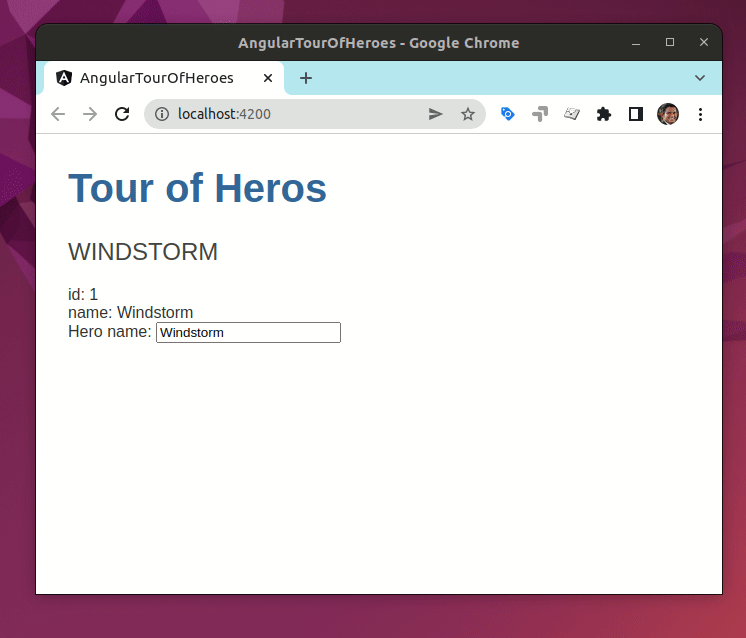 AngularTourOfHeroes - Google Chrome
AngularTourOfHeroes
localhost:4200
Tour of Heros
WINDSTORM
id: 1
name: Windstorm
Hero name: Windstorm